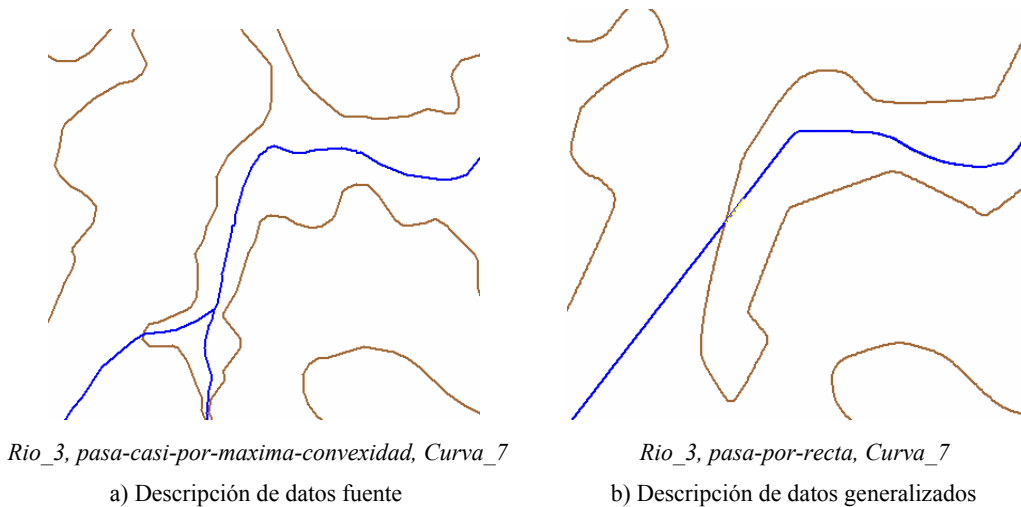 Rio_3, pasa-casi-por-maxima-convexidad, Curva_7
a) Descripción de datos fuente
Rio_3, pasa-por-recta, Curva_7
b) Descripción de datos generalizados